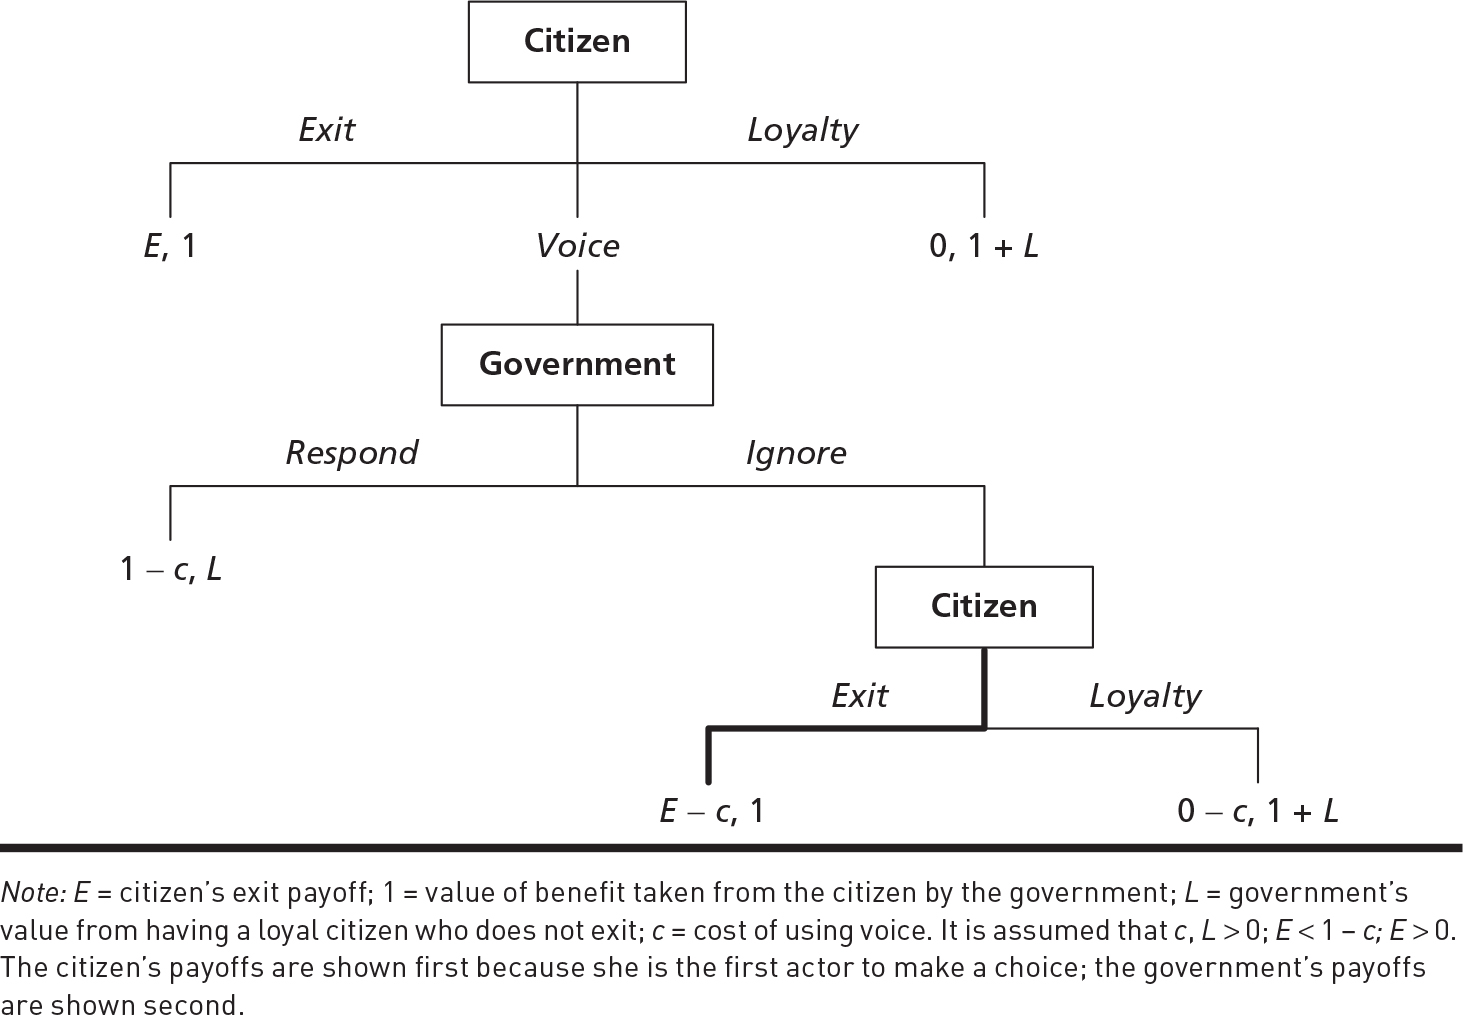 Citizen
Exit
Loyalty
E, 1
Voice
0, 1 + L
Government
Respond
Ignore
1 – c, L
Citizen
Exit
Loyalty
E – c, 1
0 – c, 1 + L
Note: E = citizen’s exit payoff; 1 = value of benefit taken from the citizen by the government; L = government’s
value from having a loyal citizen who does not exit; c = cost of using voice. It is assumed that c, L > 0; E < 1 – c; E > 0.
The citizen’s payoffs are shown first because she is the first actor to make a choice; the government’s payoffs
are shown second.